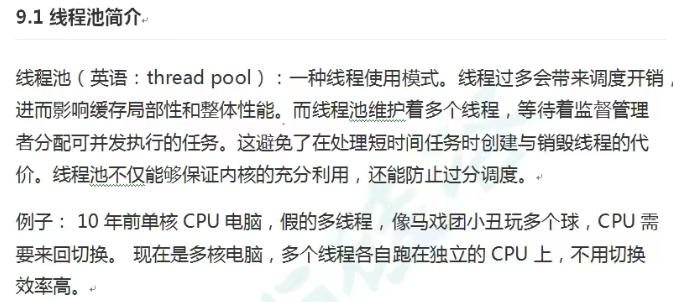 9.1 线程池简介
线程池（英语：thread pool）：一种线程使用模式。线程过多会带来调度开销，
进而影响缓存局部性和整体性能。而线程池维护着多个线程，等待着监督管理
者分配可并发执行的任务。这避免了在处理短时间任务时创建与销毁线程的代
价。线程池不仅能够保证内核的充分利用，还能防止过分调度。
例子： 10 年前单核 CPU 电脑，假的多线程，像马戏团小丑玩多个球，CPU 需
要来回切换。 现在是多核电脑，多个线程各自跑在独立的 CPU 上，不用切换
效率高。